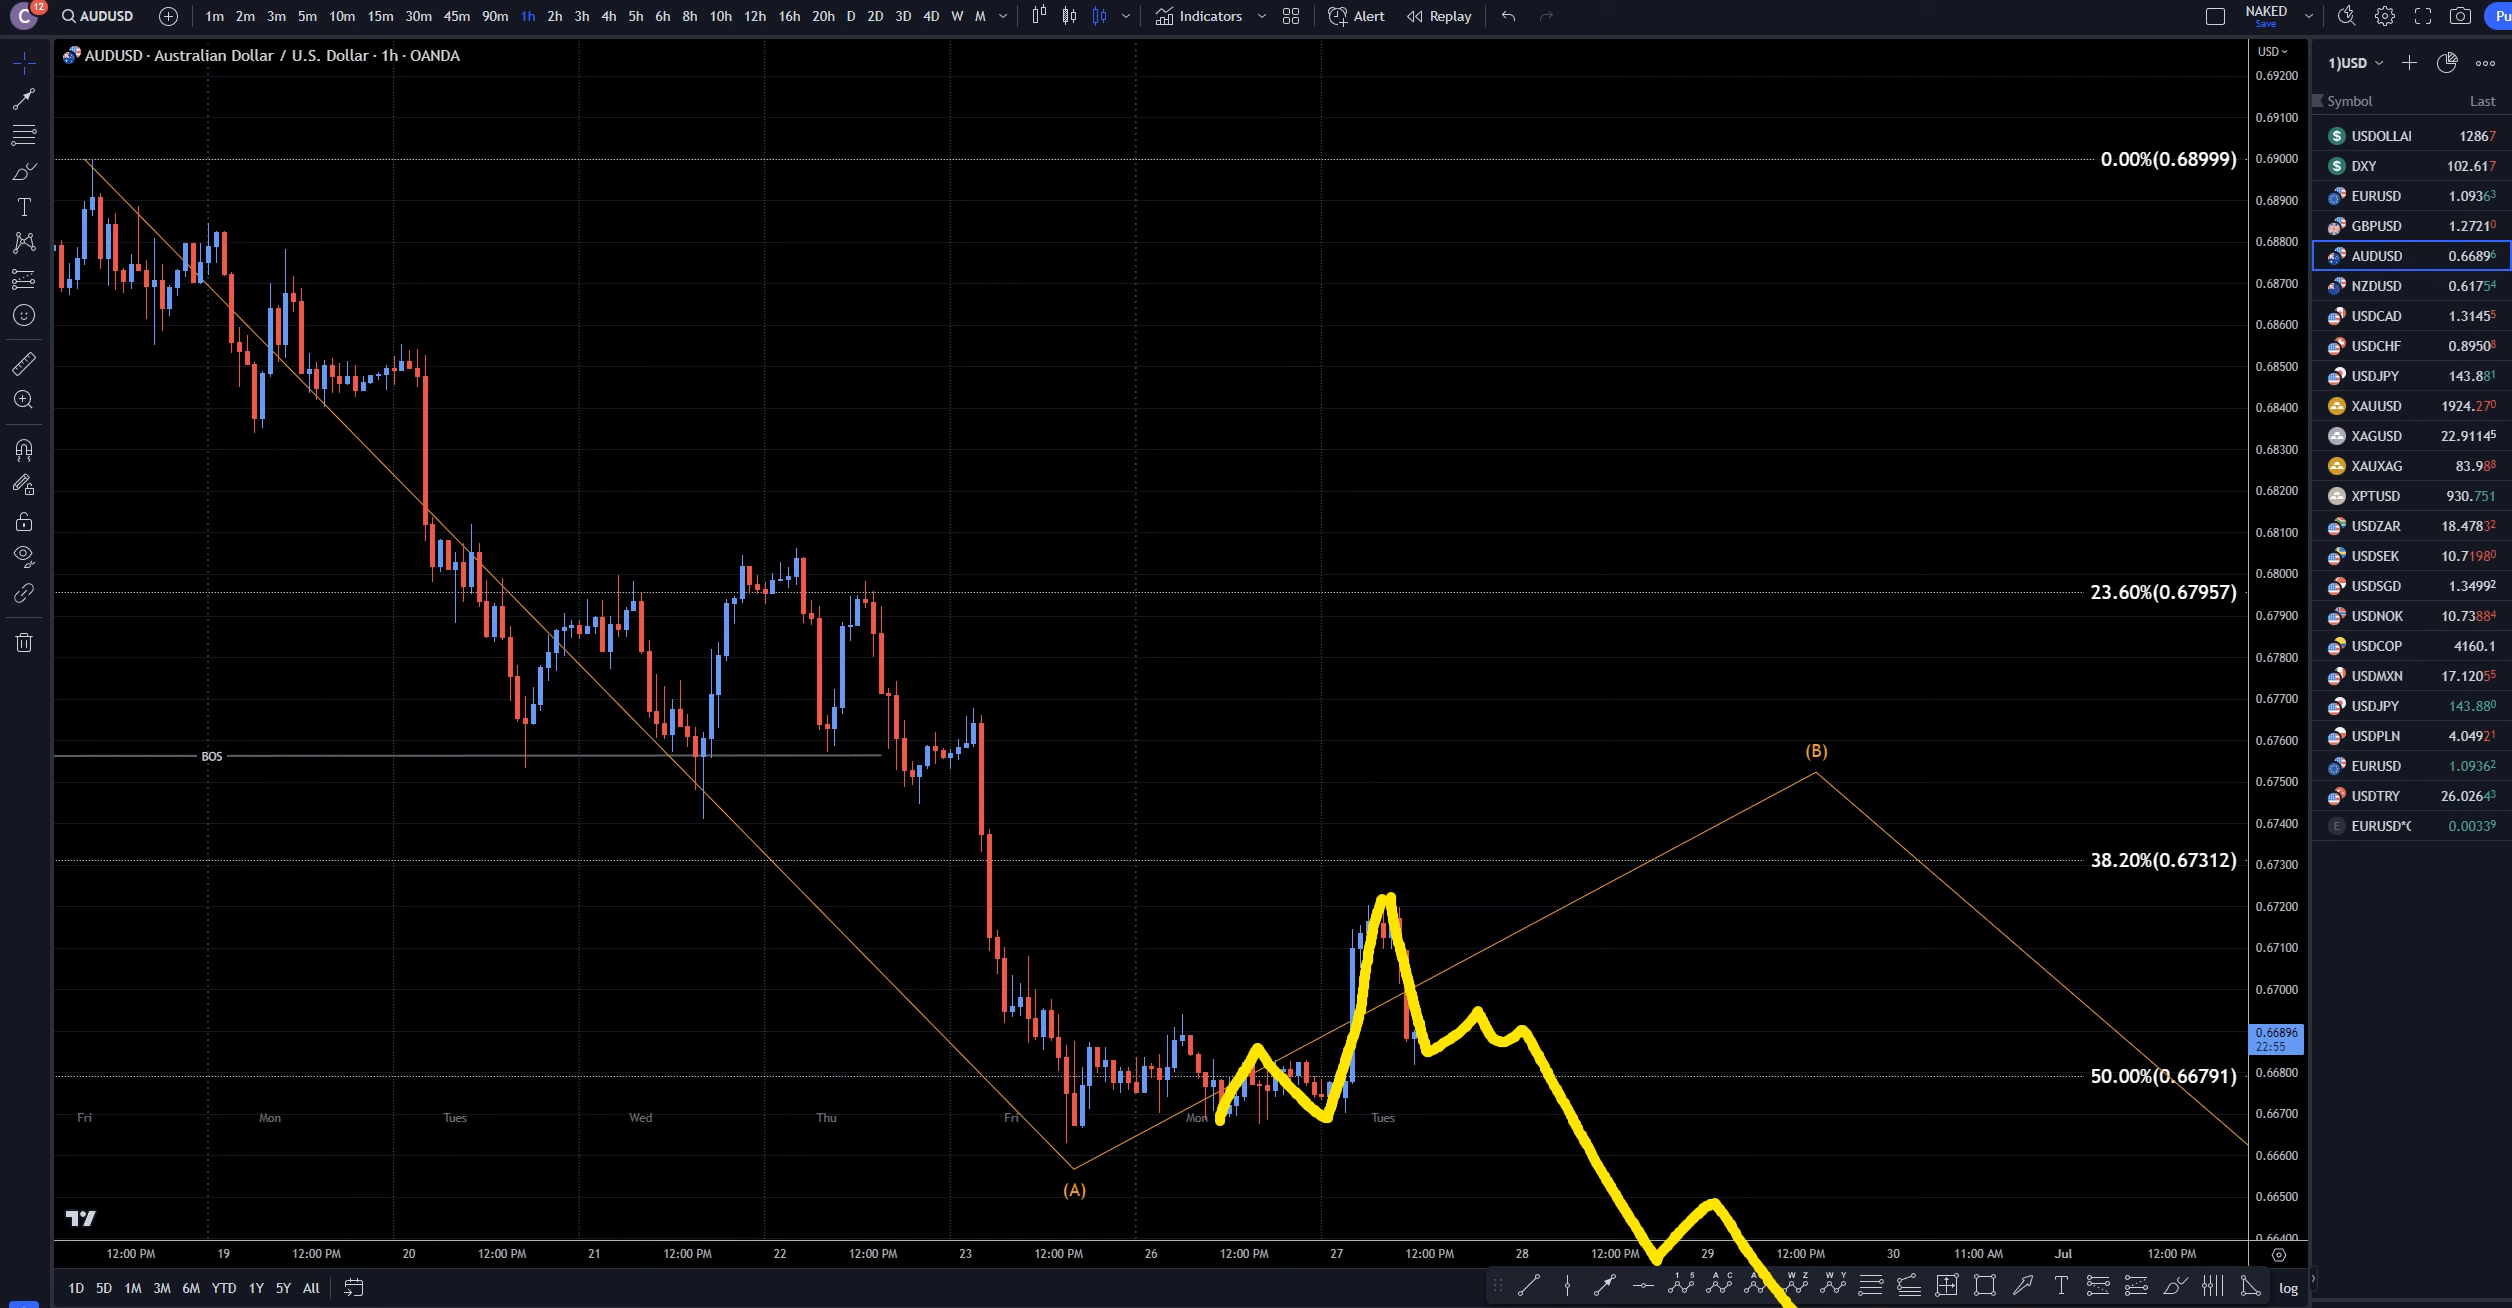 C 12 AUDUSD 1m 2m 3m 5m 10m 15m 30m 45m 90m 1h 2h 3h 4h 5h 6h 8h 10h 12h 16h 20h D 2D 3D 4D W M Indicators Alert Replay NAKED Save Pu
AUDUSD · Australian Dollar / U.S. Dollar · 1h · OANDA
USD
0.69200
0.69100
0.00%(0.68999) 0.69000
0.68900
0.68800
0.68700
0.68600
0.68500
0.68400
0.68300
0.68200
0.68100
0.68000
23.60%(0.67957)
0.67900
0.67800
0.67700
0.67600
BOS
(B)
0.67500
0.67400
38.20%(0.67312) 0.67300
0.67200
0.67100
0.67000
0.66896
22:55
50.00%(0.66791) 0.66800
0.66700
Fri Mon Tues Wed Thu Fri Mon Tues
0.66600
(A)
0.66500
0.66400
12:00 PM 19 12:00 PM 20 12:00 PM 21 12:00 PM 22 12:00 PM 23 12:00 PM 26 12:00 PM 27 12:00 PM 28 12:00 PM 29 12:00 PM 30 11:00 AM Jul 12:00 PM
1D 5D 1M 3M 6M YTD 1Y 5Y All log
1)USD
Symbol Last
USDOLLAR 12867
DXY 102.617
EURUSD 1.09363
GBPUSD 1.27210
AUDUSD 0.66896
NZDUSD 0.61754
USDCAD 1.31455
USDCHF 0.89508
USDJPY 143.881
XAUUSD 1924.270
XAGUSD 22.91145
XAUXAG 83.988
XPTUSD 930.751
USDZAR 18.47832
USDSEK 10.71980
USDSGD 1.34992
USDNOK 10.73884
USDCOP 4160.1
USDMXN 17.12055
USDJPY 143.880
USDPLN 4.04921
EURUSD 1.09362
USDTRY 26.02643
E EURUSD*( 0.00339